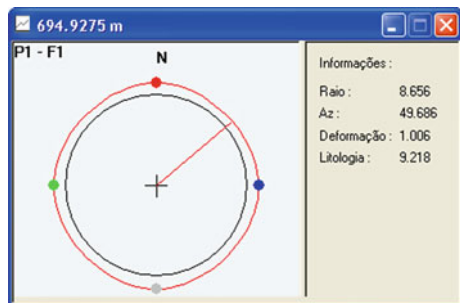 694.9275 m
P1 - F1
N
Informações :
Raio : 8.656
Az : 49.686
Deformação : 1.006
Litologia : 9.218